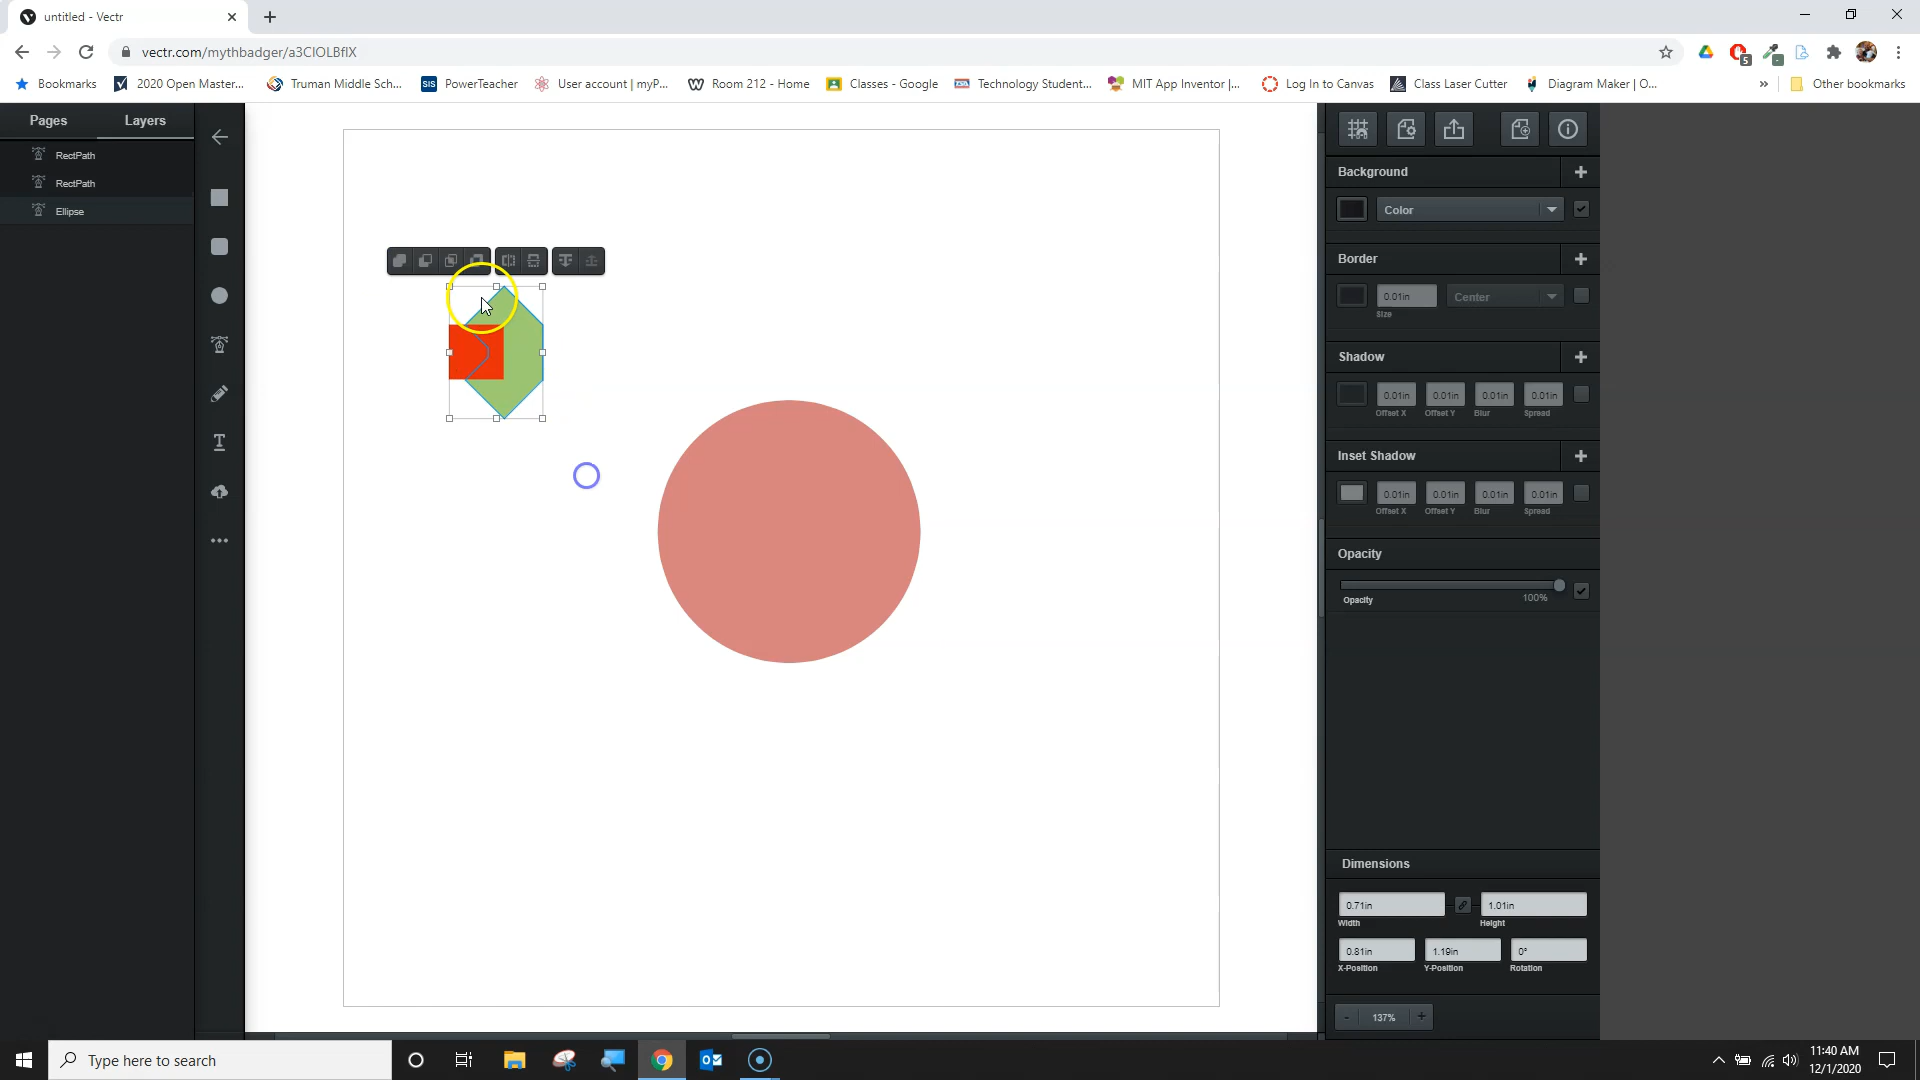 untitled - Vectr
vectr.com/mythbadger/a3CIOLBflX
5
Bookmarks 2020 Open Master... Truman Middle Sch... SIS PowerTeacher User account | myP... Room 212 - Home Classes - Google Technology Student... MIT App Inventor |... Log In to Canvas Class Laser Cutter Diagram Maker | O... » Other bookmarks
Pages Layers
RectPath
RectPath
Ellipse
Background
Color
Border
0.01in Center
Size
Shadow
0.01in 0.01in 0.01in 0.01in
Offset X Offset Y Blur Spread
Inset Shadow
0.01in 0.01in 0.01in 0.01in
Offset X Offset Y Blur Spread
Opacity
Opacity 100%
Dimensions
0.71in 1.01in
Width Height
0.81in 1.19in 0°
X-Position Y-Position Rotation
- 137% +
Type here to search
11:40 AM
12/1/2020